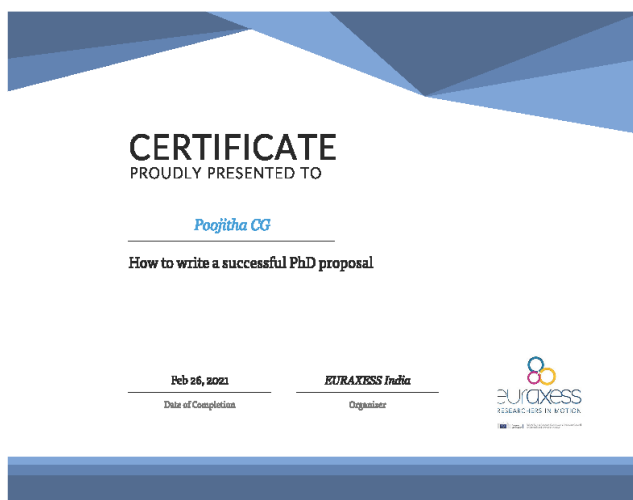 CERTIFICATE
PROUDLY PRESENTED TO
Poojitha CG
How to write a successful PhD proposal
Feb 26, 2021
EURAXESS India
Date of Completion
Organiser
euraxess
RESEARCHERS IN MOTION